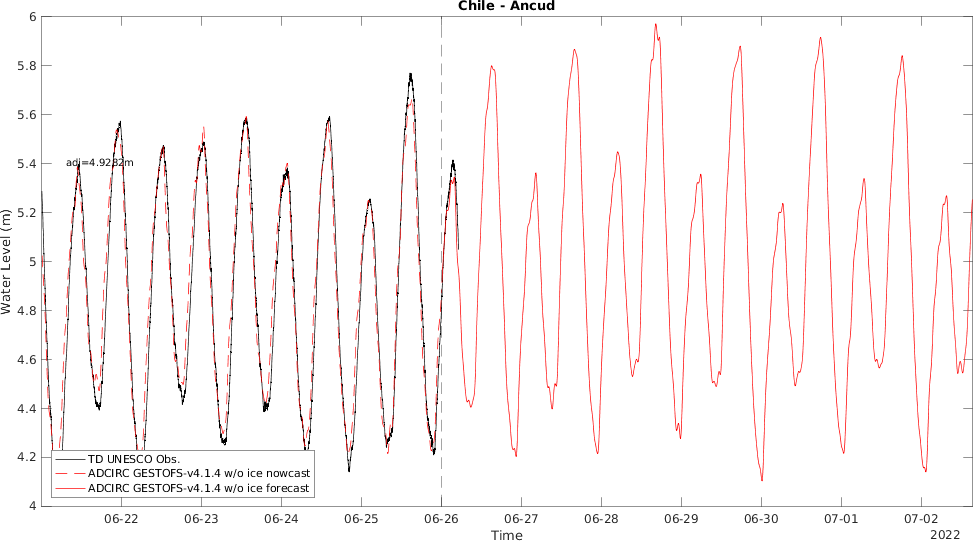 Chile - Ancud
6
5.8
5.6
5.4
5.2
5
4.8
4.6
4.4
4.2
4
Water Level (m)
adj=4.9282m
TD UNESCO Obs.
ADCIRC GESTOFS-v4.1.4 w/o ice nowcast
ADCIRC GESTOFS-v4.1.4 w/o ice forecast
06-22 06-23 06-24 06-25 06-26 06-27 06-28 06-29 06-30 07-01 07-02
Time
2022